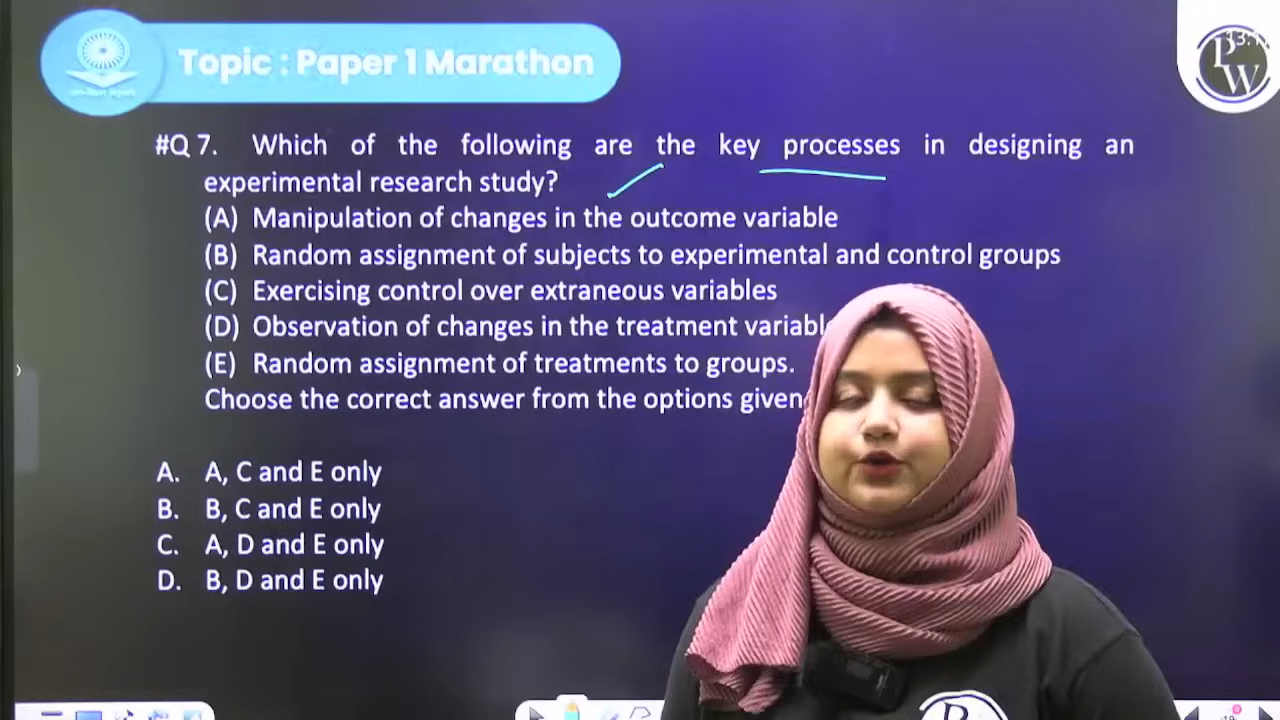 Topic : Paper 1 Marathon
PW
#Q 7. Which of the following are the key processes in designing an
experimental research study?
(A) Manipulation of changes in the outcome variable
(B) Random assignment of subjects to experimental and control groups
(C) Exercising control over extraneous variables
(D) Observation of changes in the treatment
(E) Random assignment of treatments to groups.
Choose the correct answer from the options given
A. A, C and E only
B. B, C and E only
C. A, D and E only
D. B, D and E only